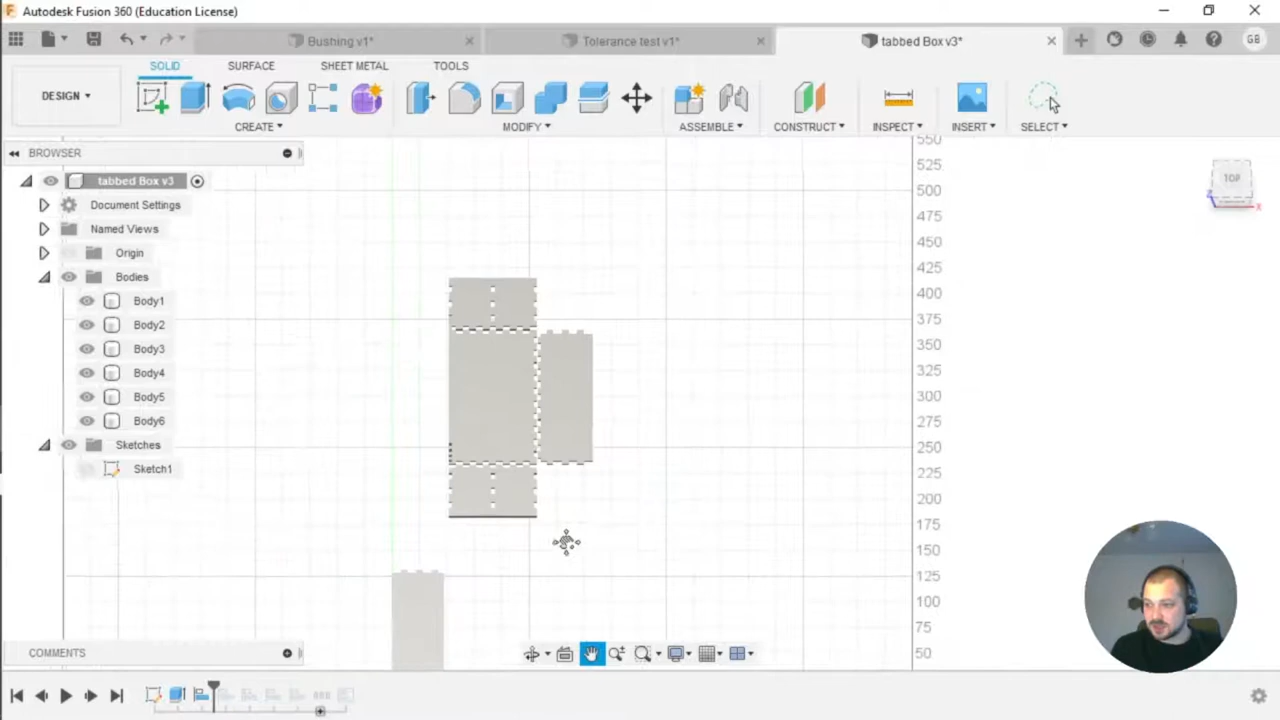 Autodesk Fusion 360 (Education License)
Bushing v1*
Tolerance test v1*
tabbed Box v3*
GB
SOLID
SURFACE
SHEET METAL
TOOLS
DESIGN
CREATE
MODIFY
ASSEMBLE
CONSTRUCT
INSPECT
INSERT
SELECT
BROWSER
tabbed Box v3
Document Settings
Named Views
Origin
Bodies
Body1
Body2
Body3
Body4
Body5
Body6
Sketches
Sketch1
550
525
500
475
450
425
400
375
350
325
300
275
250
225
200
175
150
125
100
75
50
TOP
Z
X
COMMENTS